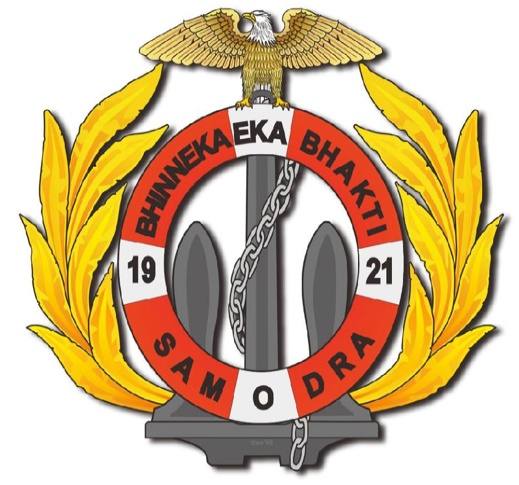 BHINNEKA EKA BHAKTI
19 21
SAMODRA